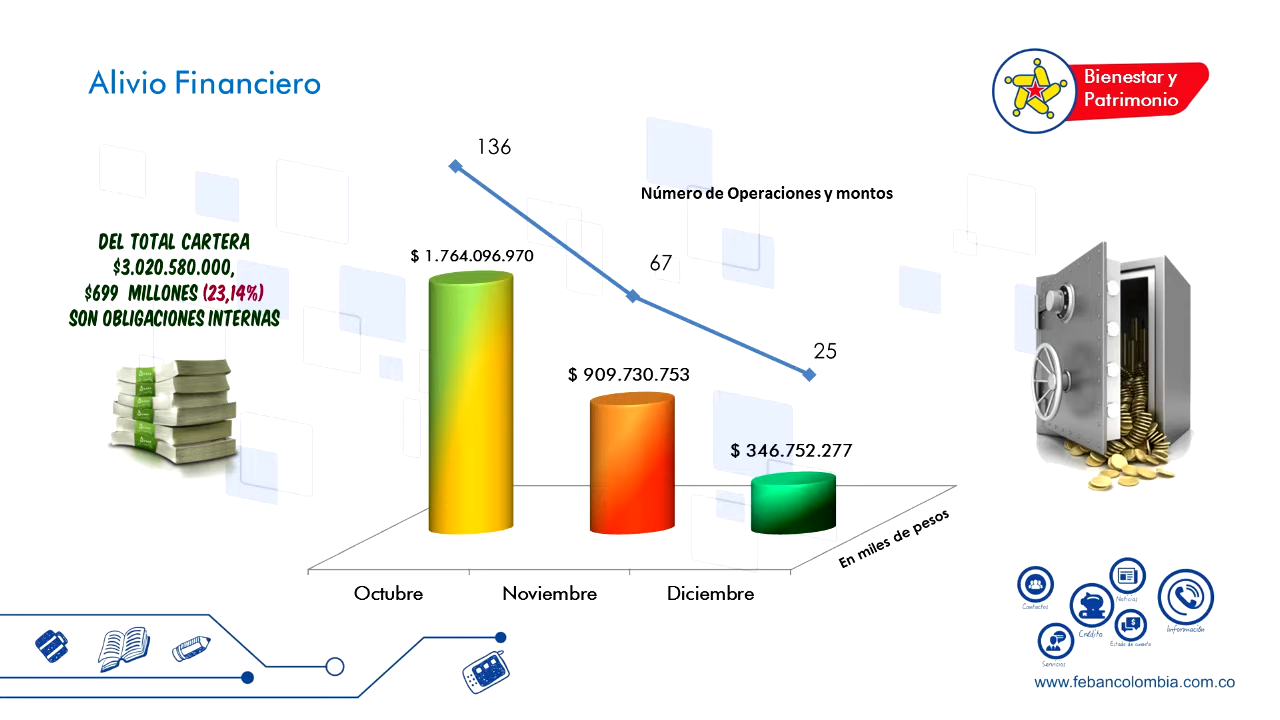 Alivio Financiero
Bienestar y
Patrimonio
136
Número de Operaciones y montos
DEL TOTAL CARTERA
$3.020.580.000,
$699 MILLONES (23,14%)
SON OBLIGACIONES INTERNAS
$ 1.764.096.970
67
25
$ 909.730.753
$ 346.752.277
En miles de pesos
Octubre
Noviembre
Diciembre
Contactos
Noticias
Crédito
Información
Estado de cuenta
Servicios
www.febancolombia.com.co